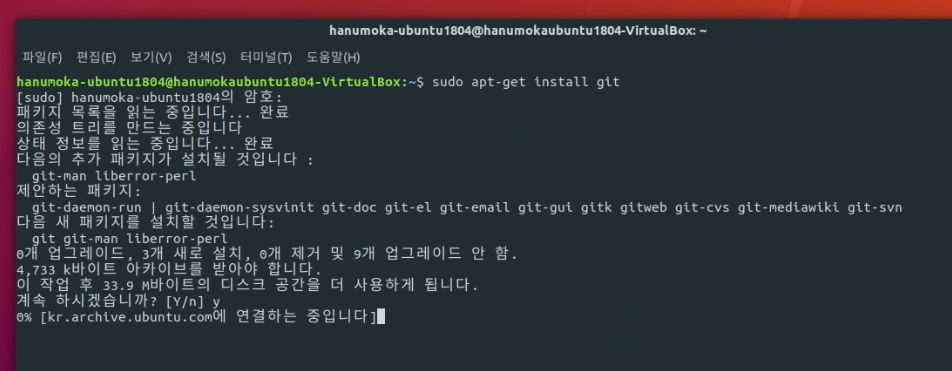 hanumoka-ubuntu1804@hanumokaubuntu1804-VirtualBox: ~
파일(F) 편집(E) 보기(V) 검색(S) 터미널(T) 도움말(H)
hanumoka-ubuntu1804@hanumokaubuntu1804-VirtualBox:~$ sudo apt-get install git
[sudo] hanumoka-ubuntu1804의 암호:
패키지 목록을 읽는 중입니다... 완료
의존성 트리를 만드는 중입니다
상태 정보를 읽는 중입니다... 완료
다음의 추가 패키지가 설치될 것입니다 :
git-man liberror-perl
제안하는 패키지:
git-daemon-run | git-daemon-sysvinit git-doc git-el git-email git-gui gitk gitweb git-cvs git-mediawiki git-svn
다음 새 패키지를 설치할 것입니다:
git git-man liberror-perl
0개 업그레이드, 3개 새로 설치, 0개 제거 및 9개 업그레이드 안 함.
4,733 k바이트 아카이브를 받아야 합니다.
이 작업 후 33.9 M바이트의 디스크 공간을 더 사용하게 됩니다.
계속 하시겠습니까? [Y/n] y
0% [kr.archive.ubuntu.com에 연결하는 중입니다]